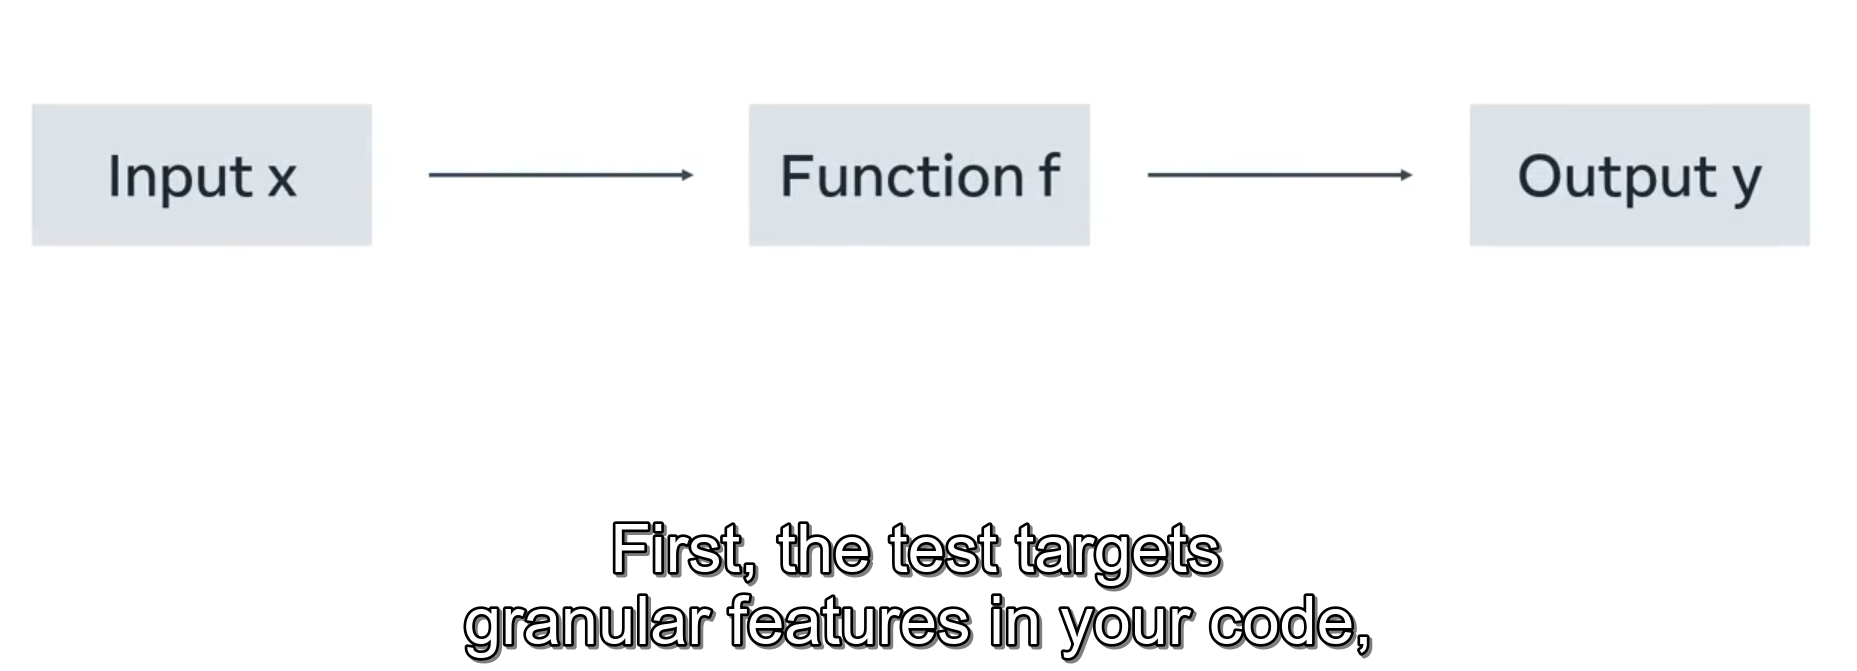 Input x
Function f
Output y
First, the test targets
granular features in your code,